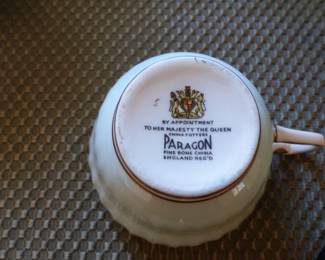 BY APPOINTMENT
TO HER MAJESTY THE QUEEN
CHINA POTTERS
PARAGON
FINE BONE CHINA
ENGLAND REG'D